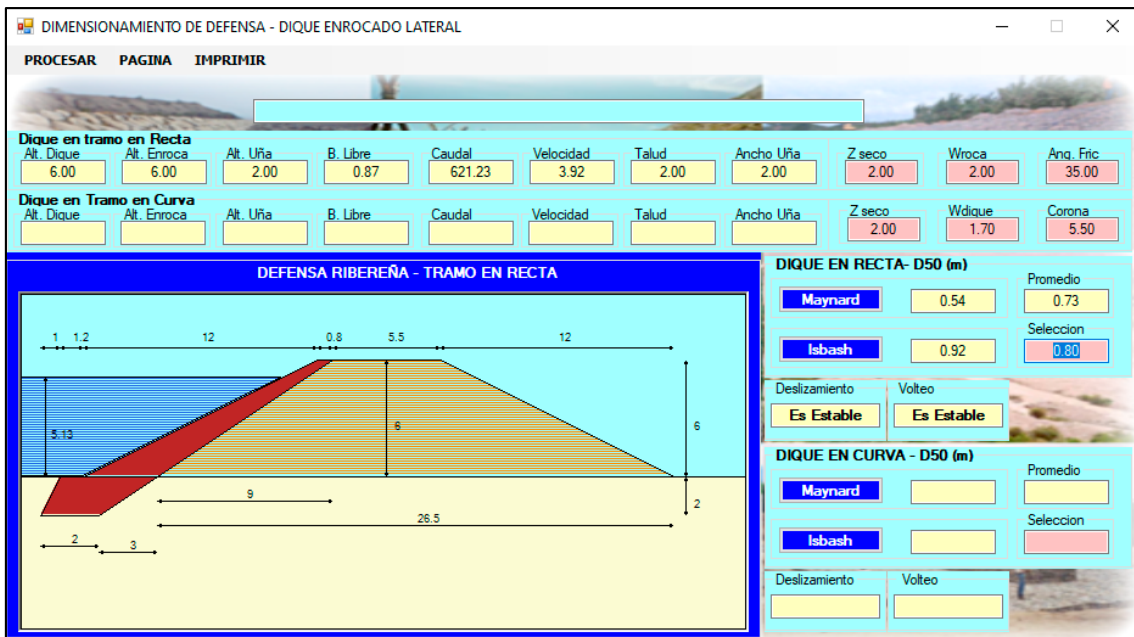 DIMENSIONAMIENTO DE DEFENSA - DIQUE ENROCADO LATERAL
PROCESAR PAGINA IMPRIMIR
Dique en tramo en Recta
Alt. Dique Alt. Enroca Alt. Uña B. Libre Caudal Velocidad Talud Ancho Uña Z seco Wroca Ang. Fric
6.00 6.00 2.00 0.87 621.23 3.92 2.00 2.00 2.00 2.00 35.00
Dique en Tramo en Curva
Alt. Dique Alt. Enroca Alt. Uña B. Libre Caudal Velocidad Talud Ancho Uña Z seco Wdique Corona
2.00 1.70 5.50
DEFENSA RIBEREÑA - TRAMO EN RECTA
1 1.2 12 0.8 5.5 12
5.13 6 6
9 2
26.5
2 3
DIQUE EN RECTA- D50 (m)
Promedio
Maynard 0.54 0.73
Seleccion
Isbash 0.92 0.80
Deslizamiento Volteo
Es Estable Es Estable
DIQUE EN CURVA - D50 (m)
Promedio
Maynard
Seleccion
Isbash
Deslizamiento Volteo